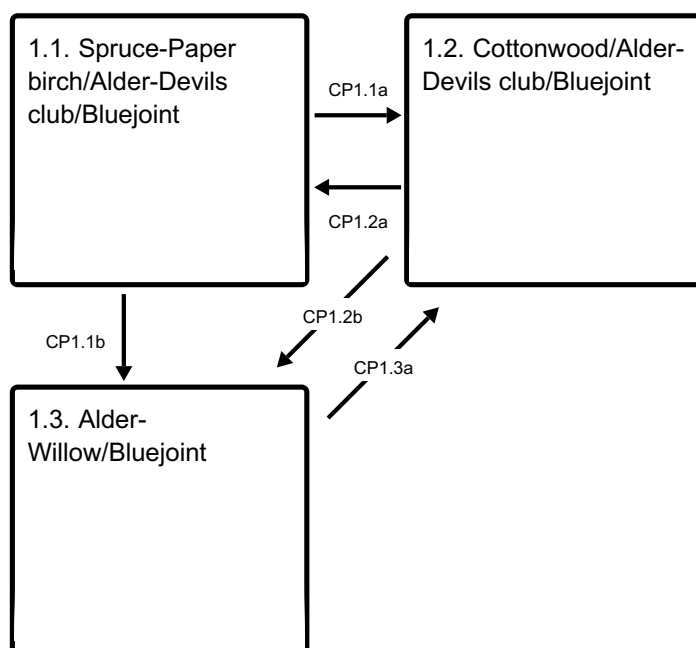 1.1. Spruce-Paper
birch/Alder-Devils
club/Bluejoint
CP1.1a
1.2. Cottonwood/Alder-
Devils club/Bluejoint
CP1.2a
CP1.2b
CP1.1b
CP1.3a
1.3. Alder-
Willow/Bluejoint